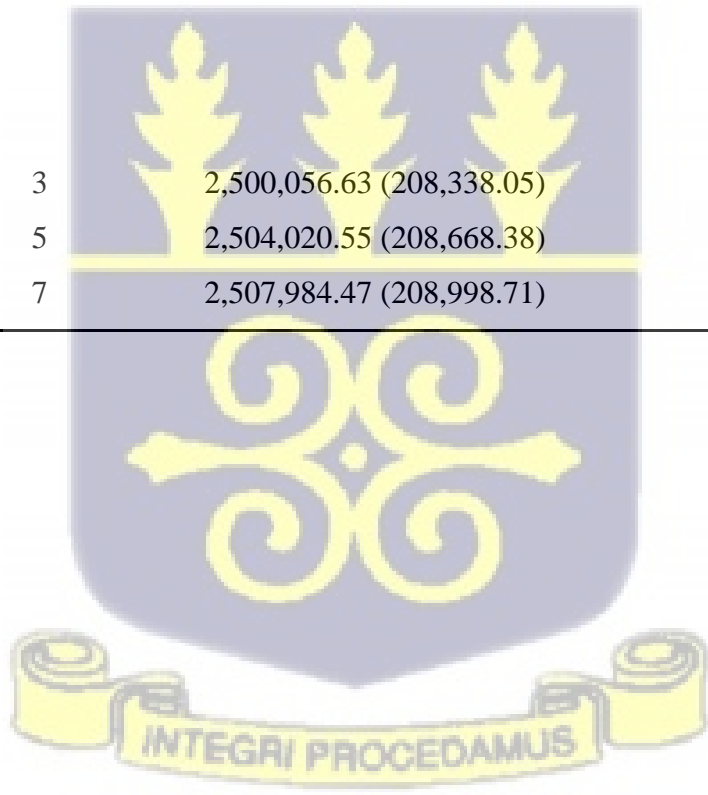 3 2,500,056.63 (208,338.05)
5 2,504,020.55 (208,668.38)
7 2,507,984.47 (208,998.71)
INTEGRI PROCEDAMUS